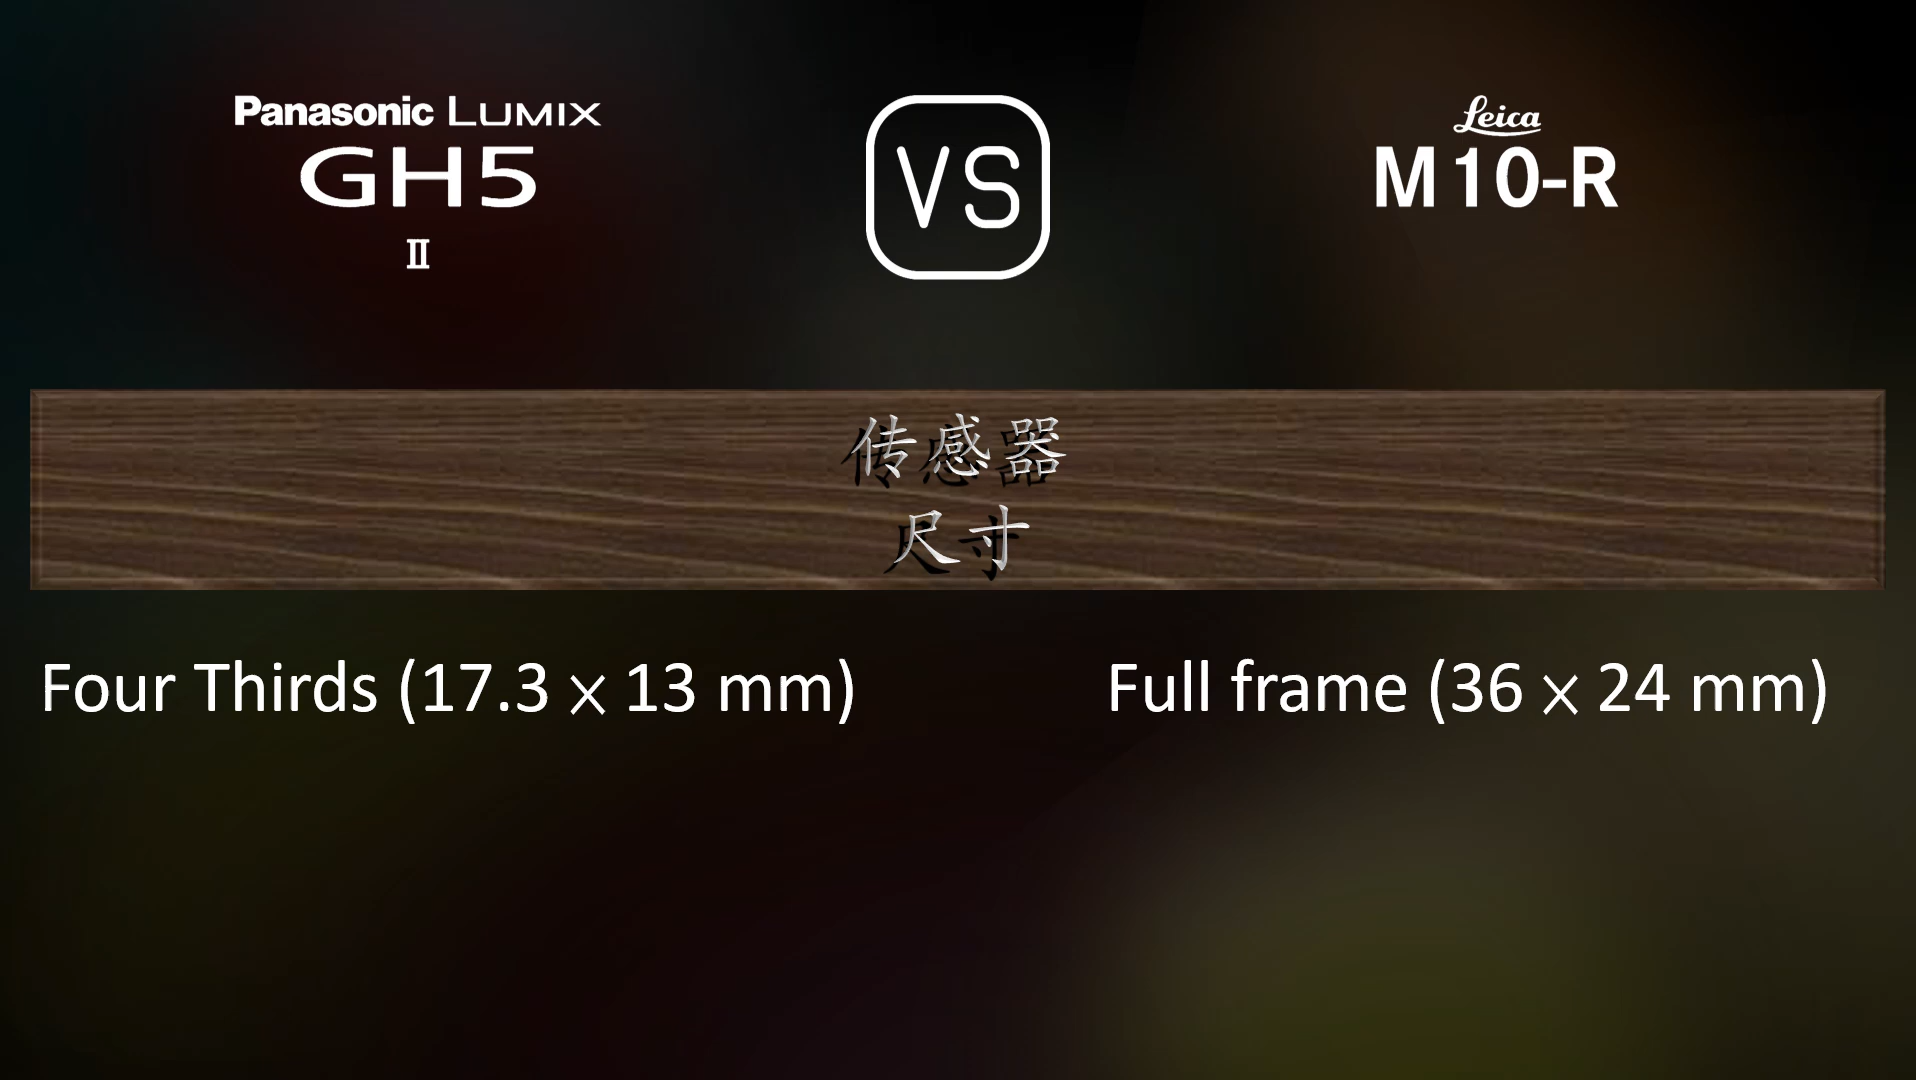 Panasonic LUMIX
GH5
II
VS
Leica
M10-R
传感器
尺寸
Four Thirds (17.3 x 13 mm)
Full frame (36 x 24 mm)